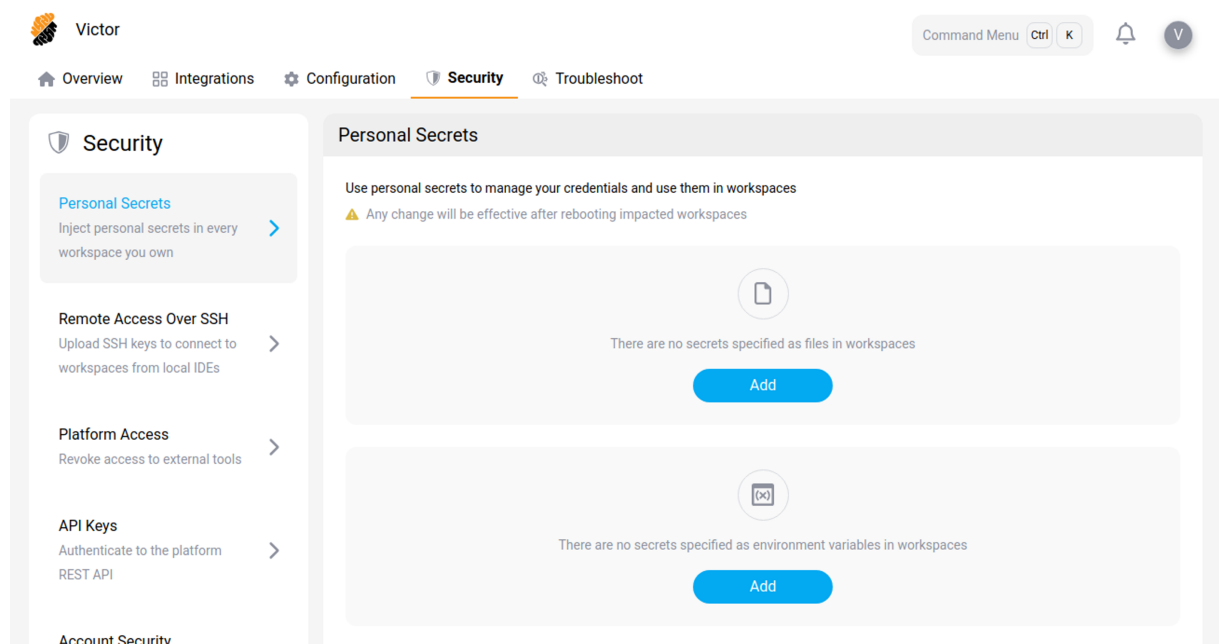 Victor
Command Menu Ctrl K
V
Overview Integrations Configuration Security Troubleshoot
Security
Personal Secrets
Inject personal secrets in every
workspace you own
Remote Access Over SSH
Upload SSH keys to connect to
workspaces from local IDEs
Platform Access
Revoke access to external tools
API Keys
Authenticate to the platform
REST API
Account Security
Personal Secrets
Use personal secrets to manage your credentials and use them in workspaces
Any change will be effective after rebooting impacted workspaces
There are no secrets specified as files in workspaces
Add
(x)
There are no secrets specified as environment variables in workspaces
Add